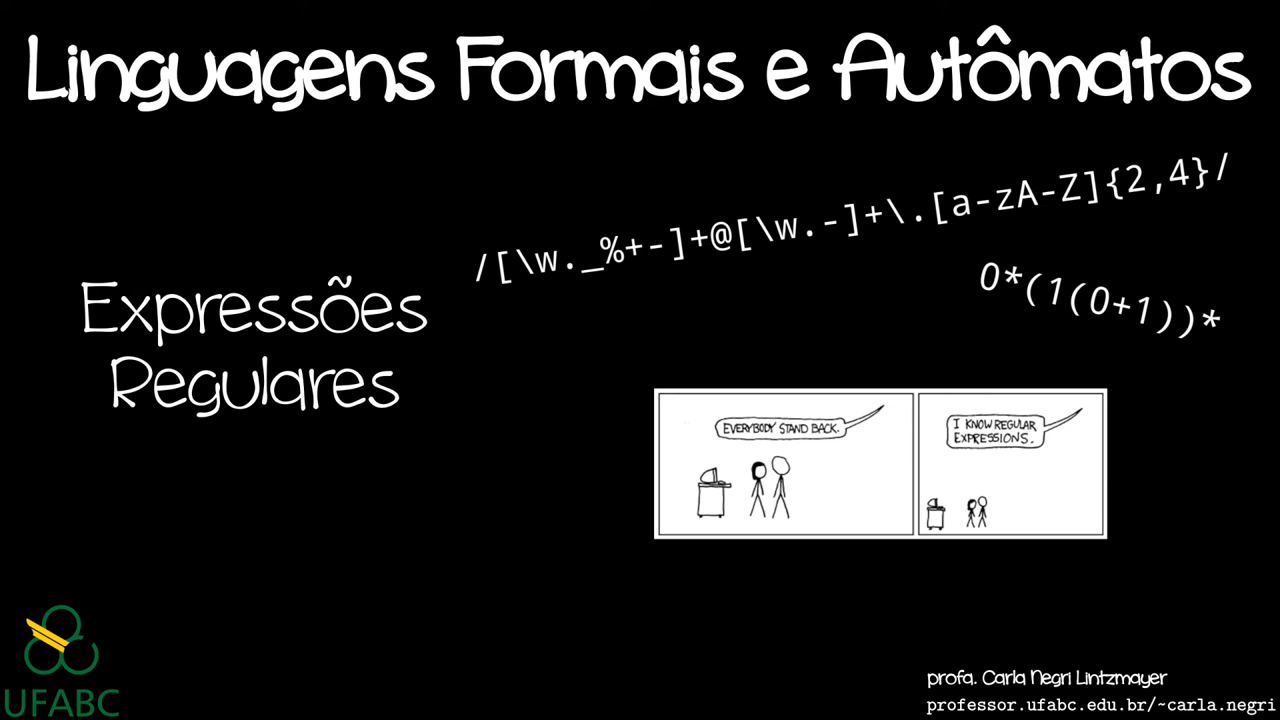 Linguagens Formais e Autômatos
/[\w._%+-]+@[\w.-]+\.[a-zA-Z]{2,4}/
0*(1(0+1))*
Expressões
Regulares
EVERYBODY STAND BACK.
I KNOW REGULAR
EXPRESSIONS.
UFABC
profa. Carla Negri Lintzmayer
professor.ufabc.edu.br/~carla.negri